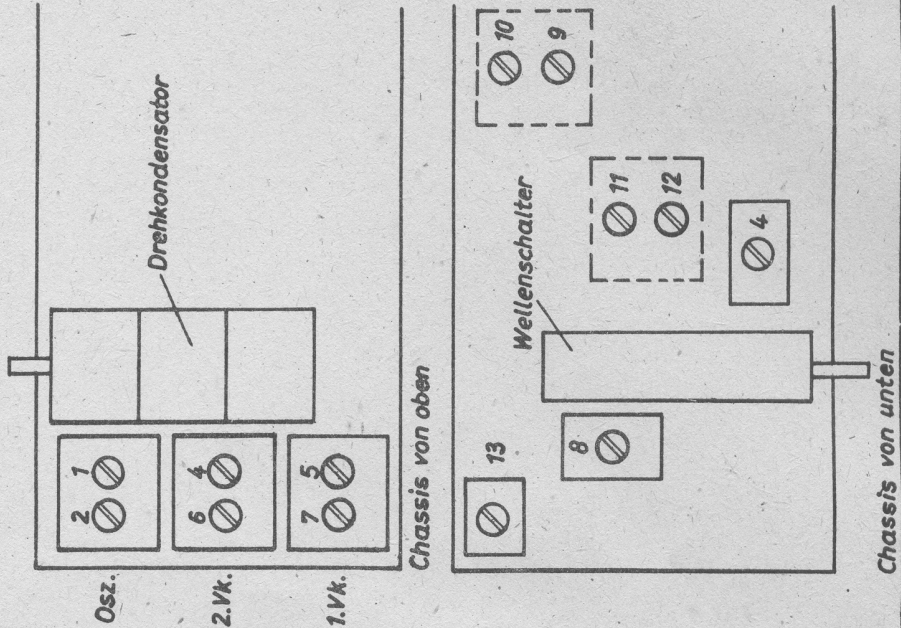 Osz.
2.Vk.
1.Vk.
2 1
6 4
7 5
Drehkondensator
Chassis von oben
13
8
Wellenschalter
11
12
4
10
9
Chassis von unten